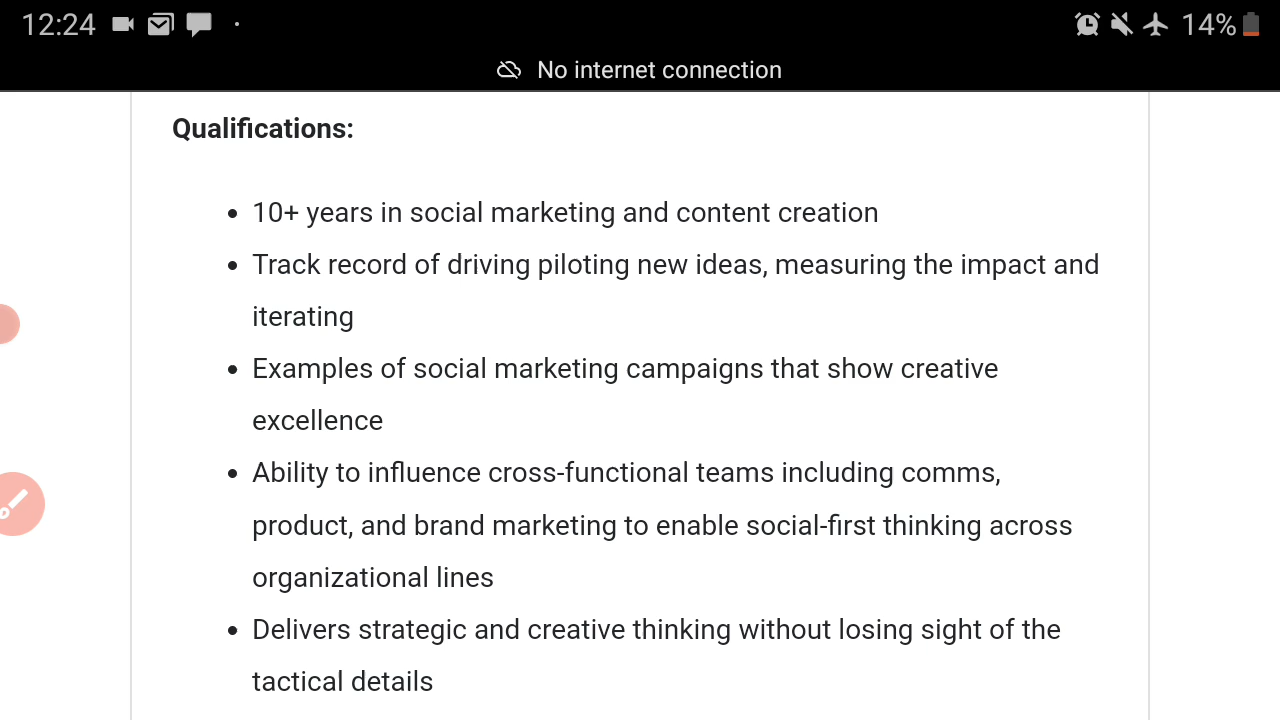 12:24 14%
No internet connection
Qualifications:
• 10+ years in social marketing and content creation
• Track record of driving piloting new ideas, measuring the impact and
iterating
• Examples of social marketing campaigns that show creative
excellence
• Ability to influence cross-functional teams including comms,
product, and brand marketing to enable social-first thinking across
organizational lines
• Delivers strategic and creative thinking without losing sight of the
tactical details